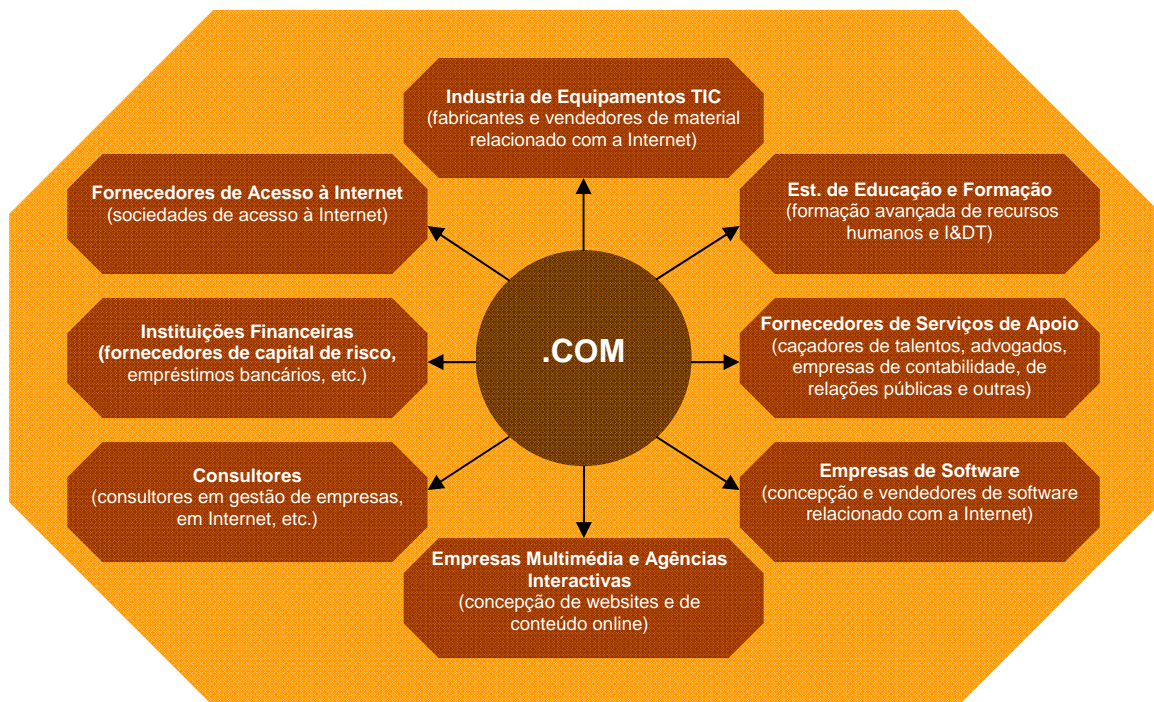 Industria de Equipamentos TIC
(fabricantes e vendedores de material
relacionado com a Internet)
Fornecedores de Acesso à Internet
(sociedades de acesso à Internet)
Est. de Educação e Formação
(formação avançada de recursos
humanos e I&DT)
Instituições Financeiras
(fornecedores de capital de risco,
empréstimos bancários, etc.)
.COM
Fornecedores de Serviços de Apoio
(caçadores de talentos, advogados,
empresas de contabilidade, de
relações públicas e outras)
Consultores
(consultores em gestão de empresas,
em Internet, etc.)
Empresas de Software
(concepção e vendedores de software
relacionado com a Internet)
Empresas Multimédia e Agências
Interactivas
(concepção de websites e de
conteúdo online)